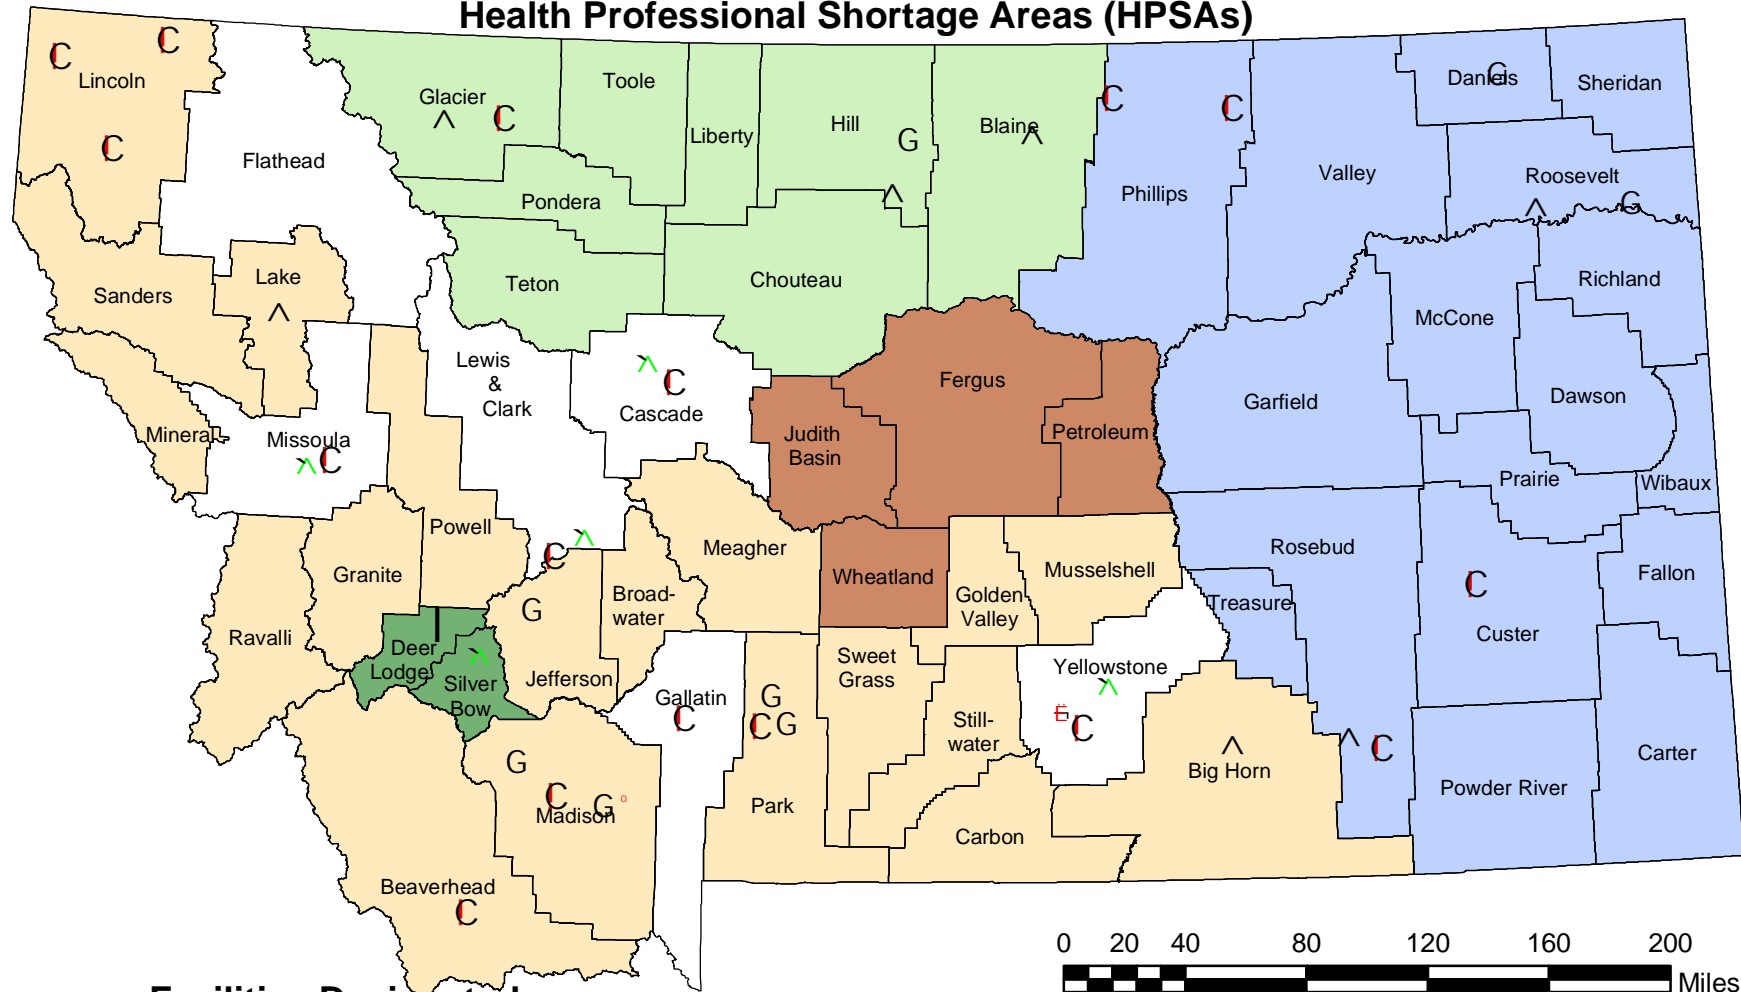 Health Professional Shortage Areas (HPSAs)
C
C
Lincoln
C
Flathead
Glacier
^
C
Toole
Liberty
Hill
G
^
Blaine
^
C
C
Phillips
Valley
Daniels
G
Sheridan
Roosevelt
^
G
Pondera
Teton
Chouteau
Sanders
Lake
^
Richland
McCone
Lewis
&
Clark
^
C
Cascade
Fergus
Judith
Basin
Petroleum
Garfield
Dawson
Mineral
Missoula
^
C
Prairie
Wibaux
Powell
^
C
Meagher
Granite
Wheatland
Golden
Valley
Musselshell
Rosebud
Treasure
C
Custer
Fallon
Ravalli
G
Broad-
water
Jefferson
I
Deer
Lodge
^
Silver
Bow
Gallatin
C
G
C
G
Park
Sweet
Grass
Still-
water
Yellowstone
^
E
C
^
Big Horn
^
C
Powder River
Carter
G
C
G
o
Madison
Carbon
Beaverhead
C
0 20 40 80 120 160 200
Miles